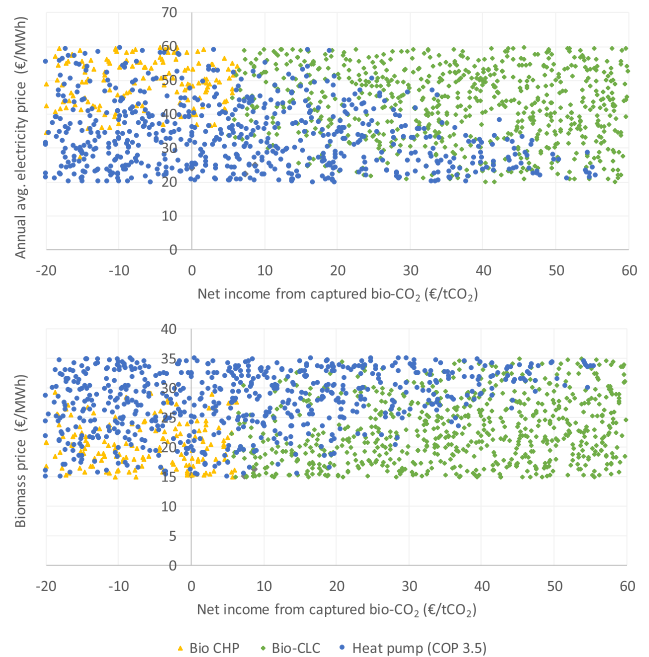 Annual avg. electricity price (€/MWh)
70
60
50
40
30
20
10
0
-20 -10 0 10 20 30 40 50 60
Net income from captured bio-CO₂ (€/tCO₂)
Biomass price (€/MWh)
40
35
30
25
20
15
10
5
0
-20 -10 0 10 20 30 40 50 60
Net income from captured bio-CO₂ (€/tCO₂)
Bio CHP Bio-CLC Heat pump (COP 3.5)